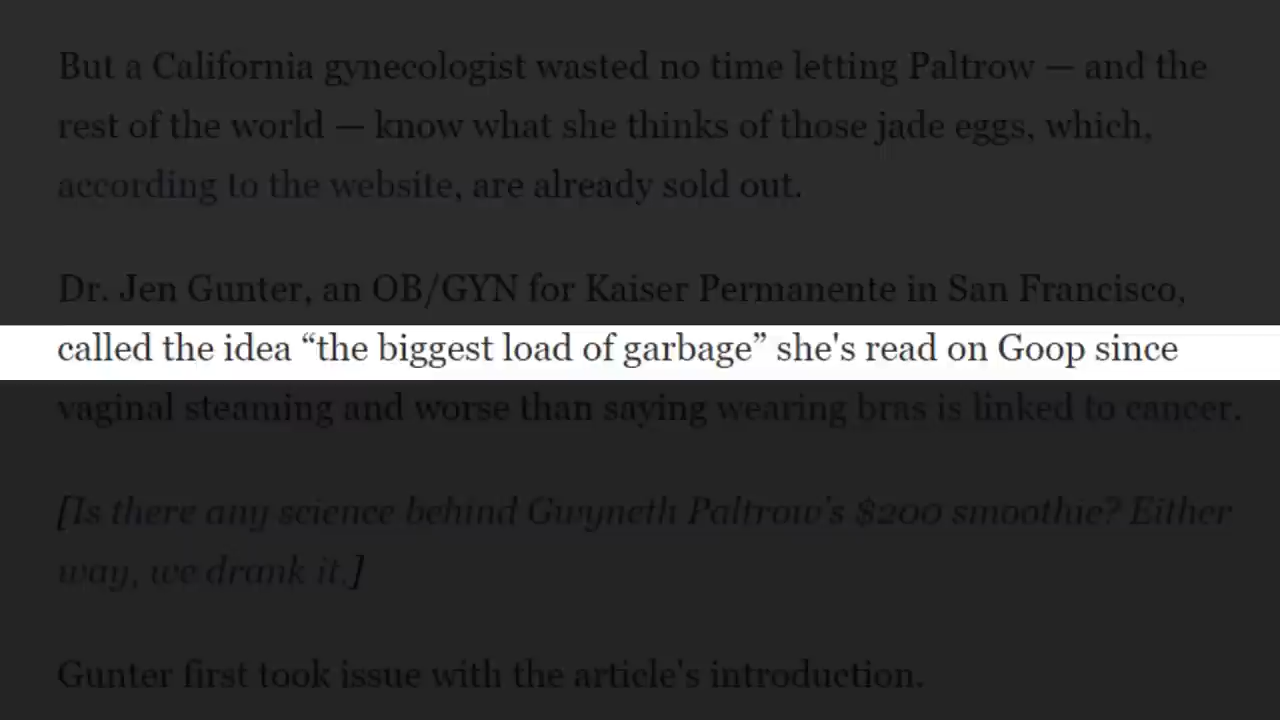 But a California gynecologist wasted no time letting Paltrow — and the
rest of the world — know what she thinks of those jade eggs, which,
according to the website, are already sold out.
Dr. Jen Gunter, an OB/GYN for Kaiser Permanente in San Francisco,
called the idea “the biggest load of garbage” she's read on Goop since
vaginal steaming and worse than saying wearing bras is linked to cancer.
[Is there any science behind Gwyneth Paltrow's $200 smoothie? Either
way, we drank it.]
Gunter first took issue with the article's introduction.